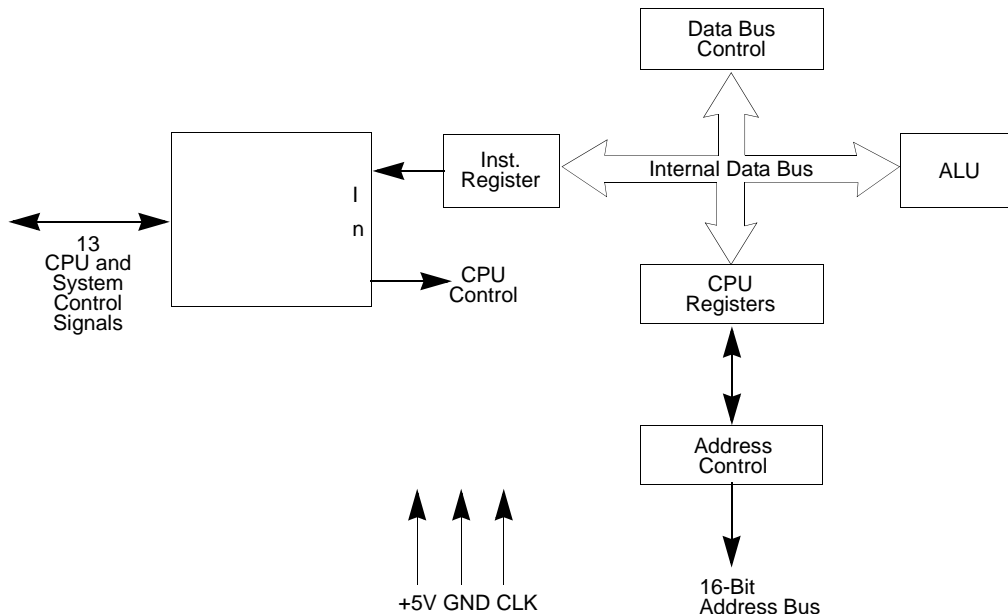 Data Bus
Control
Inst.
Register
Internal Data Bus
ALU
I
n
13
CPU and
System
Control
Signals
CPU
Control
CPU
Registers
Address
Control
+5V GND CLK
16-Bit
Address Bus